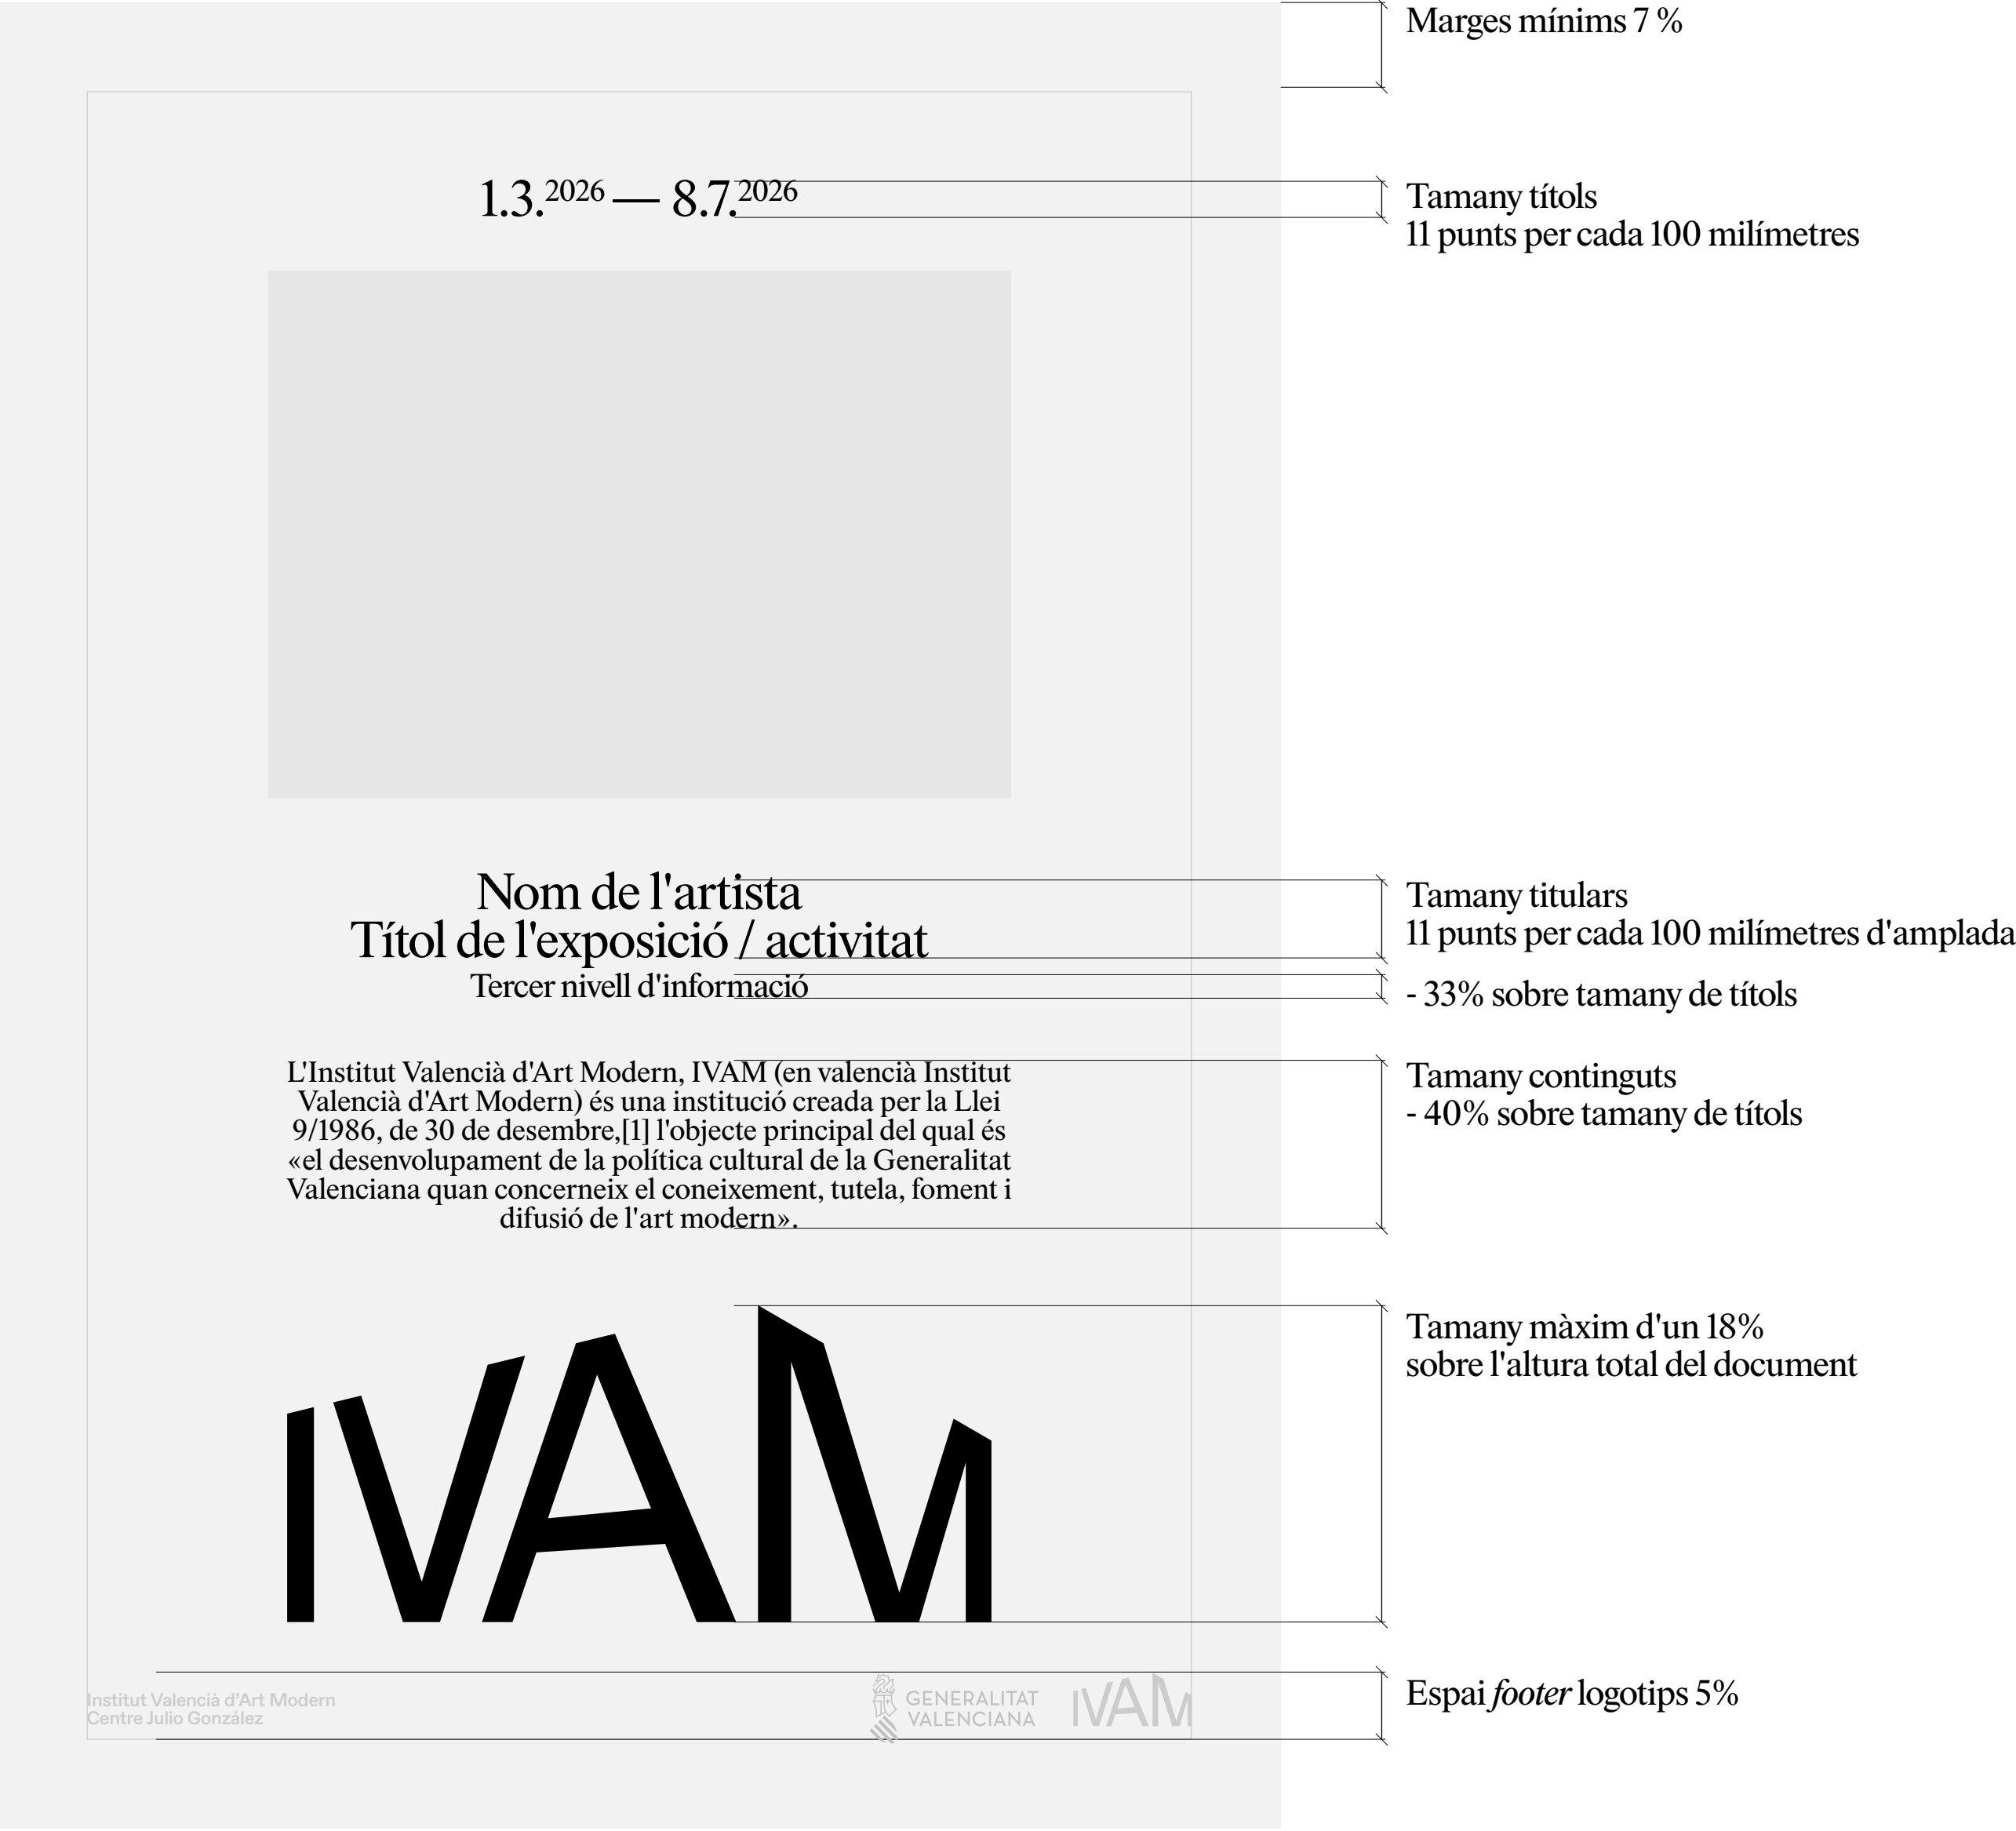 Marges mínims 7 %
1.3.2026 — 8.7.2026
Tamany títols
11 punts per cada 100 milímetres
Nom de l'artista
Títol de l'exposició / activitat
Tercer nivell d'informació
Tamany titulars
11 punts per cada 100 milímetres d'amplada
- 33% sobre tamany de títols
L'Institut Valencià d'Art Modern, IVAM (en valencià Institut
Valencià d'Art Modern) és una institució creada per la Llei
9/1986, de 30 de desembre,[1] l'objecte principal del qual és
«el desenvolupament de la política cultural de la Generalitat
Valenciana quan concerneix el coneixement, tutela, foment i
difusió de l'art modern».
Tamany continguts
- 40% sobre tamany de títols
IVAM
Tamany màxim d'un 18%
sobre l'altura total del document
Institut Valencià d'Art Modern
Centre Julio González
GENERALITAT
VALENCIANA
IVAM
Espai footer logotips 5%